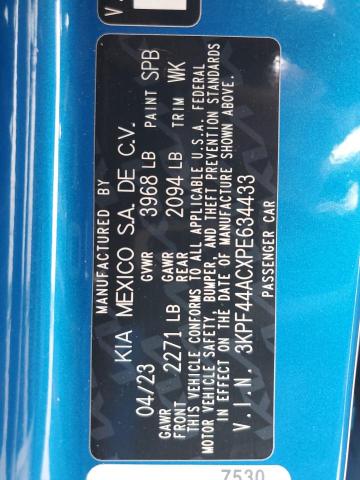 MANUFACTURED BY
KIA MEXICO S.A. DE C.V.
04/23 GVWR 3968 LB PAINT SPB
GAWR FRONT 2271 LB GAWR REAR 2094 LB TRIM WK
THIS VEHICLE CONFORMS TO ALL APPLICABLE U.S.A. FEDERAL
MOTOR VEHICLE SAFETY, BUMPER, AND THEFT PREVENTION STANDARDS
IN EFFECT ON THE DATE OF MANUFACTURE SHOWN ABOVE.
V.I.N. 3KPF44ACXPE634433
PASSENGER CAR
7530